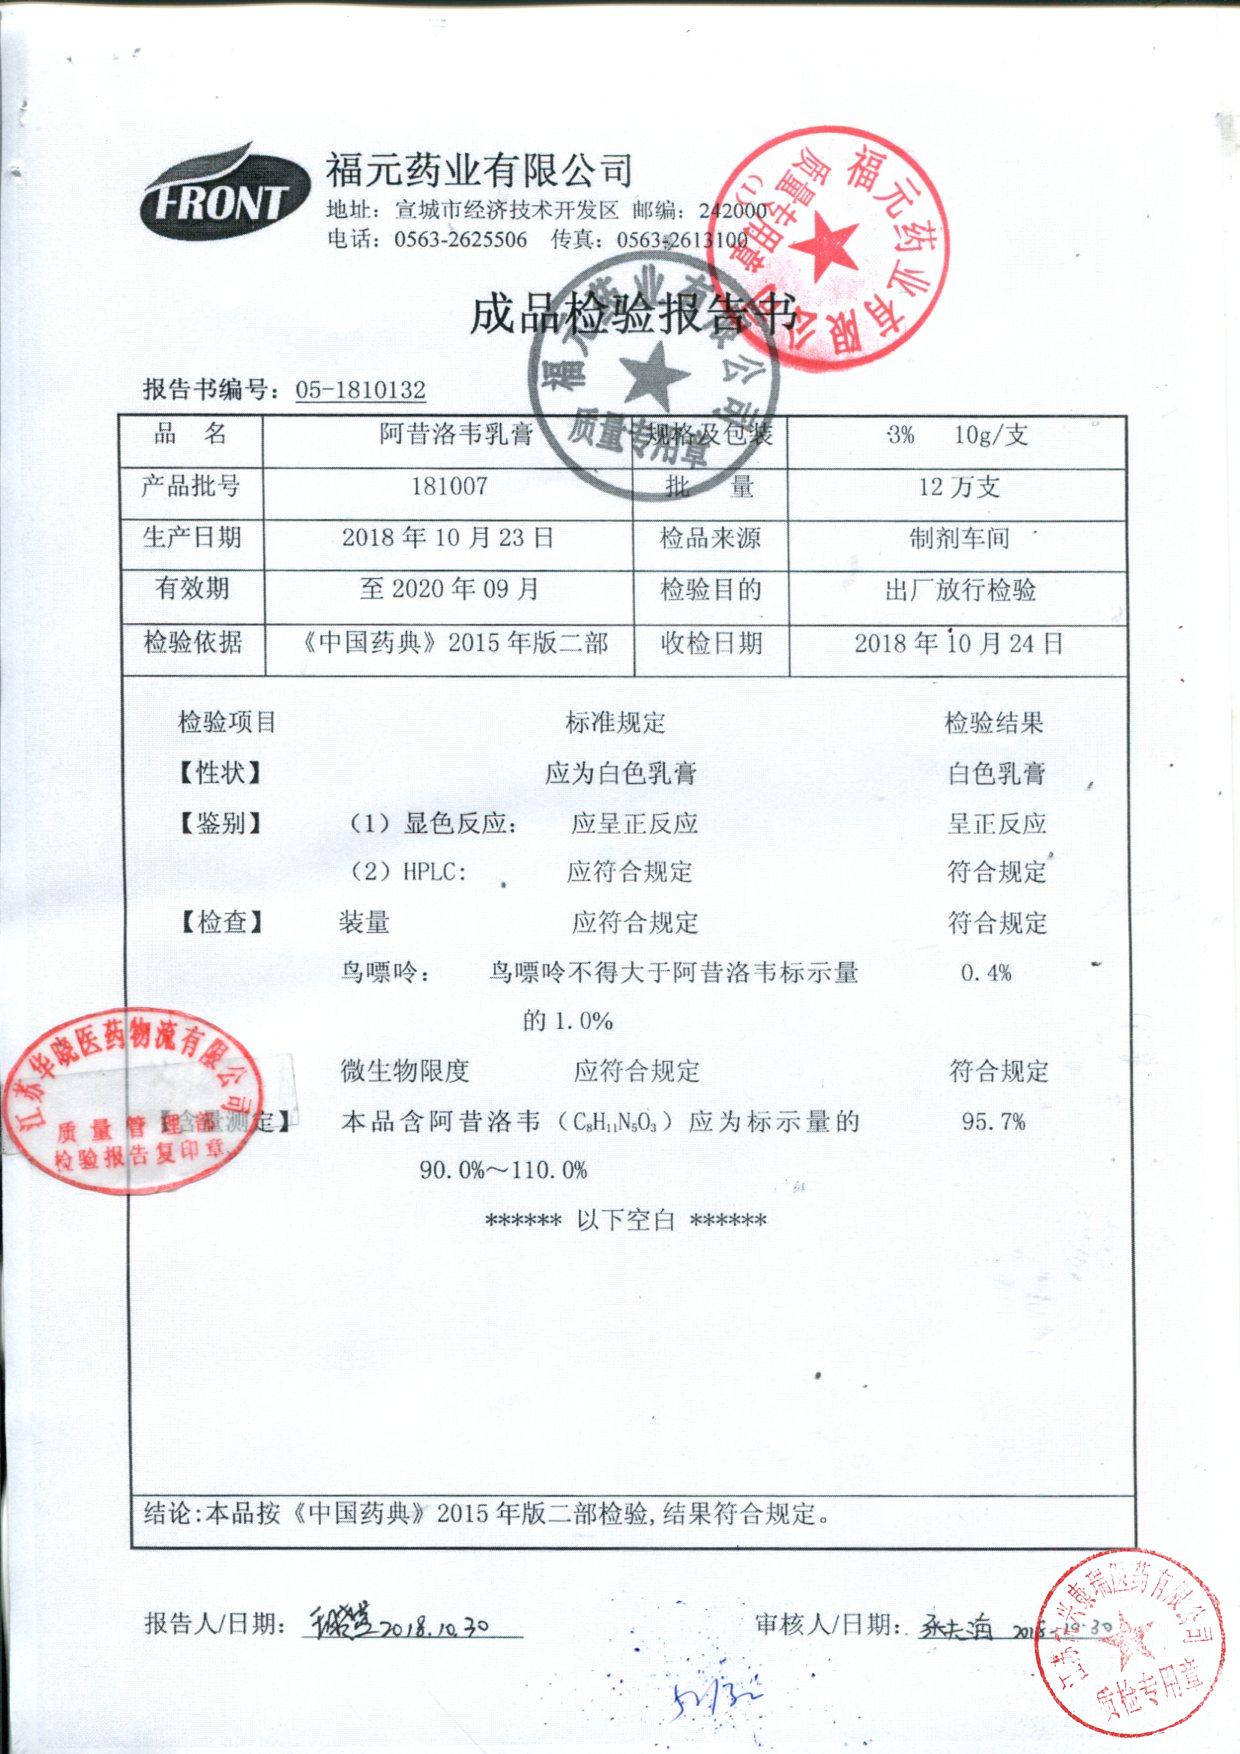 FRONT
福元药业有限公司
地址：宣城市经济技术开发区 邮编：242000
电话：0563-2625506 传真：0563-2613100
福元药业有限公司
质量专用章
(1)
成品检验报告书
福元药业有限公司
质量专用章
报告书编号：05-1810132
品 名 阿昔洛韦乳膏 规格及包装 3% 10g/支
产品批号 181007 批 量 12万支
生产日期 2018年10月23日 检品来源 制剂车间
有效期 至2020年09月 检验目的 出厂放行检验
检验依据 《中国药典》2015年版二部 收检日期 2018年10月24日
检验项目 标准规定 检验结果
【性状】 应为白色乳膏 白色乳膏
【鉴别】 （1）显色反应： 应呈正反应 呈正反应
（2）HPLC： 应符合规定 符合规定
【检查】 装量 应符合规定 符合规定
鸟嘌呤： 鸟嘌呤不得大于阿昔洛韦标示量 0.4%
的1.0%
微生物限度 应符合规定 符合规定
【含量测定】 本品含阿昔洛韦（C₈H₁₁N₅O₃）应为标示量的 95.7%
90.0%～110.0%
****** 以下空白 ******
江苏华晓医药物流有限公司
质量管理部
检验报告复印章
结论:本品按《中国药典》2015年版二部检验,结果符合规定。
报告人/日期： 2018.10.30 审核人/日期： 2018.10.30
质检专用章